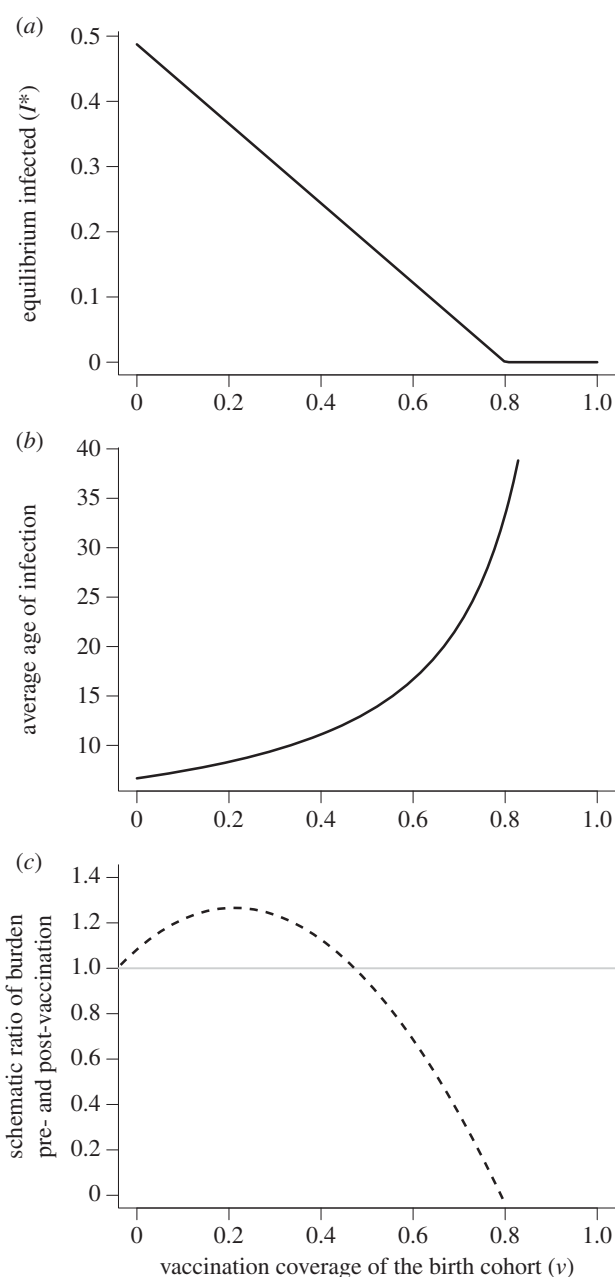 (a)
equilibrium infected (I*)
0.5
0.4
0.3
0.2
0.1
0
0 0.2 0.4 0.6 0.8 1.0
(b)
average age of infection
40
35
30
25
20
15
10
0 0.2 0.4 0.6 0.8 1.0
(c)
schematic ratio of burden
pre- and post-vaccination
1.4
1.2
1.0
0.8
0.6
0.4
0.2
0
0 0.2 0.4 0.6 0.8 1.0
vaccination coverage of the birth cohort (v)